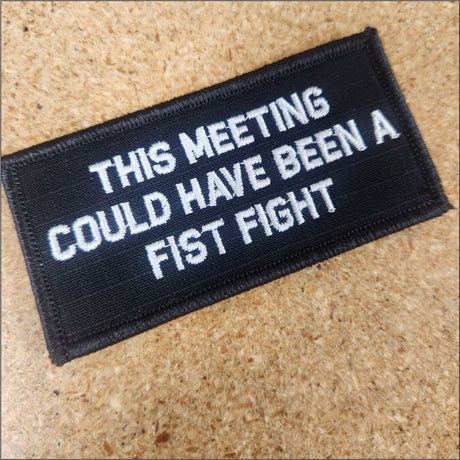 THIS MEETING
COULD HAVE BEEN A
FIST FIGHT